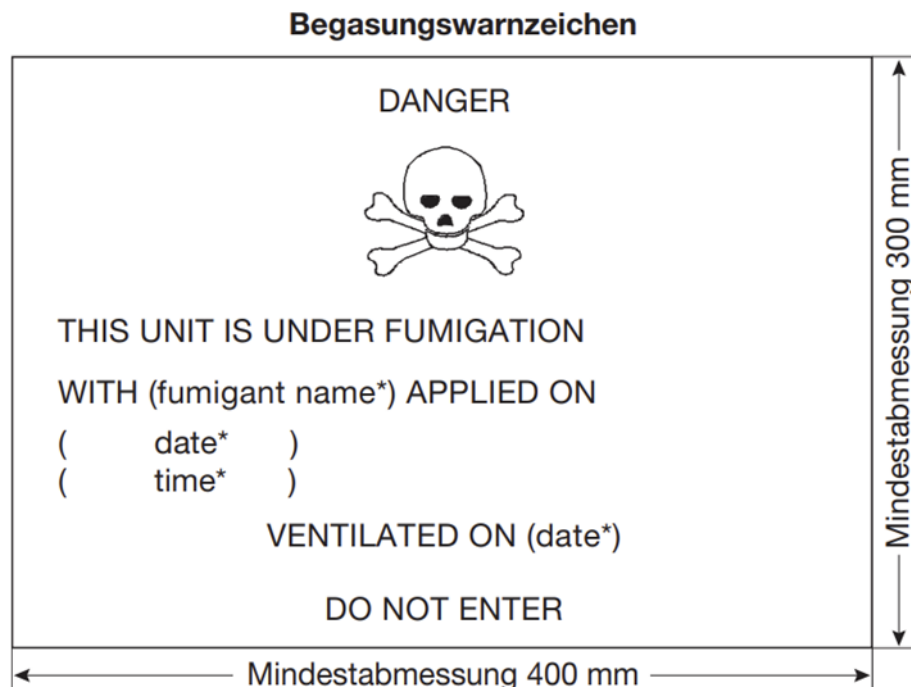 Begasungswarnzeichen
DANGER
THIS UNIT IS UNDER FUMIGATION
WITH (fumigant name*) APPLIED ON
( date* )
( time* )
VENTILATED ON (date*)
DO NOT ENTER
Mindestabmessung 300 mm
Mindestabmessung 400 mm